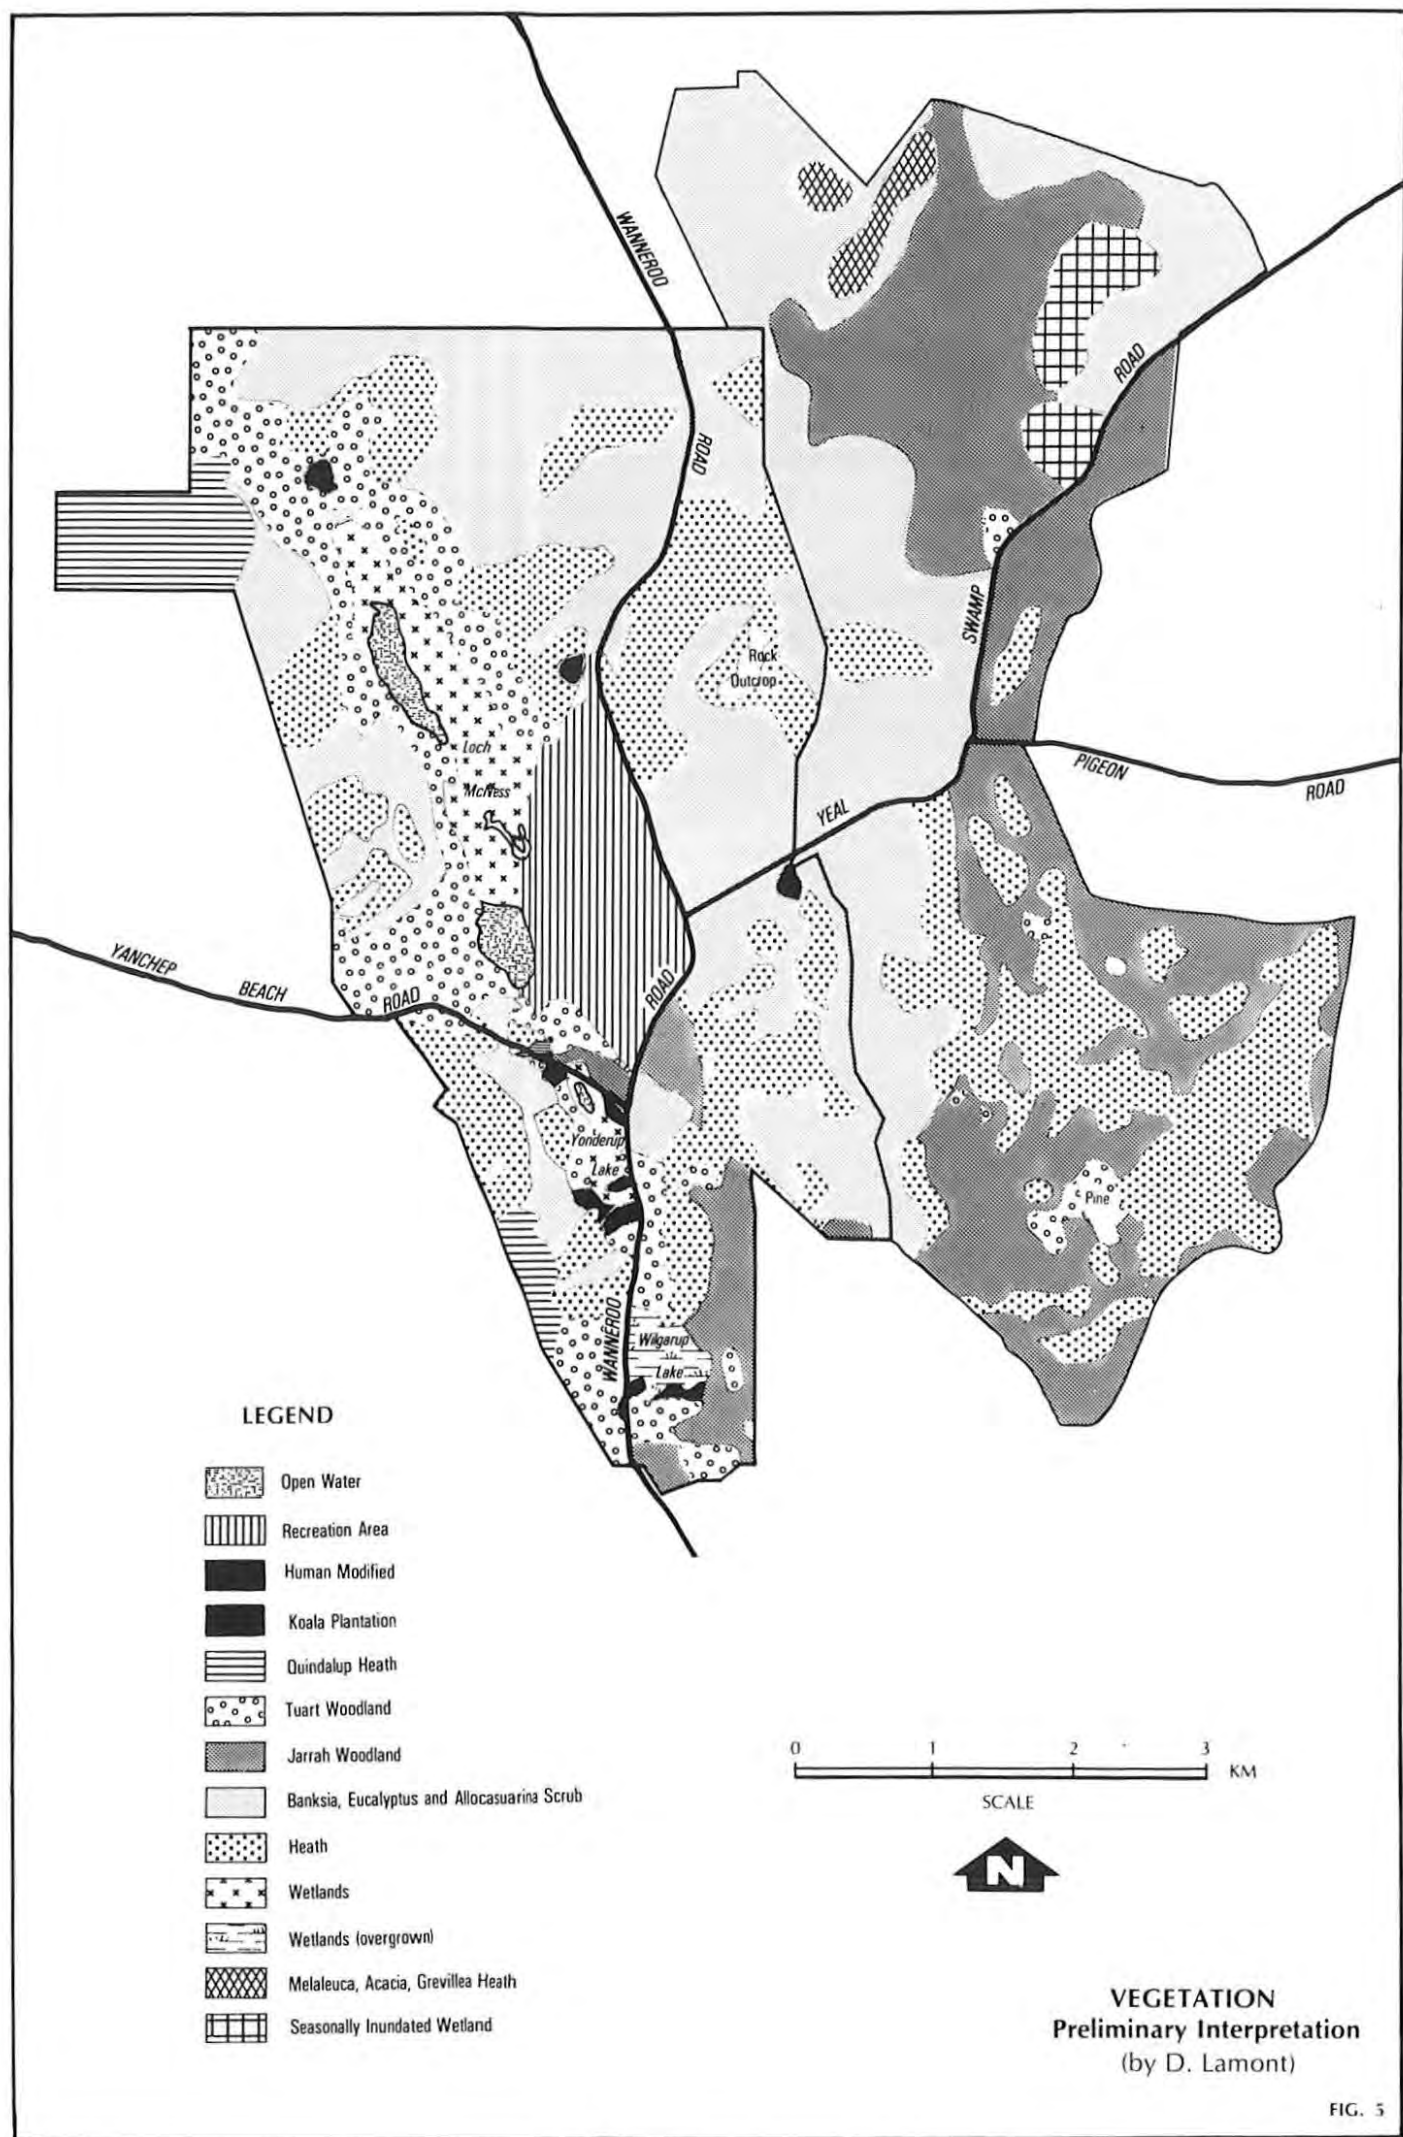 WANNEROO
ROAD
ROAD
SWAMP
Rock
Outcrop
Loch
McNess
PIGEON
ROAD
YEAL
YANCHEP
BEACH
ROAD
ROAD
Yonderup
Lake
Pine
WANNEROO
Wilgarup
Lake
LEGEND
Open Water
Recreation Area
Human Modified
Koala Plantation
Quindalup Heath
Tuart Woodland
Jarrah Woodland
Banksia, Eucalyptus and Allocasuarina Scrub
Heath
Wetlands
Wetlands (overgrown)
Melaleuca, Acacia, Grevillea Heath
Seasonally Inundated Wetland
0 1 2 3
KM
SCALE
N
VEGETATION
Preliminary Interpretation
(by D. Lamont)
FIG. 5